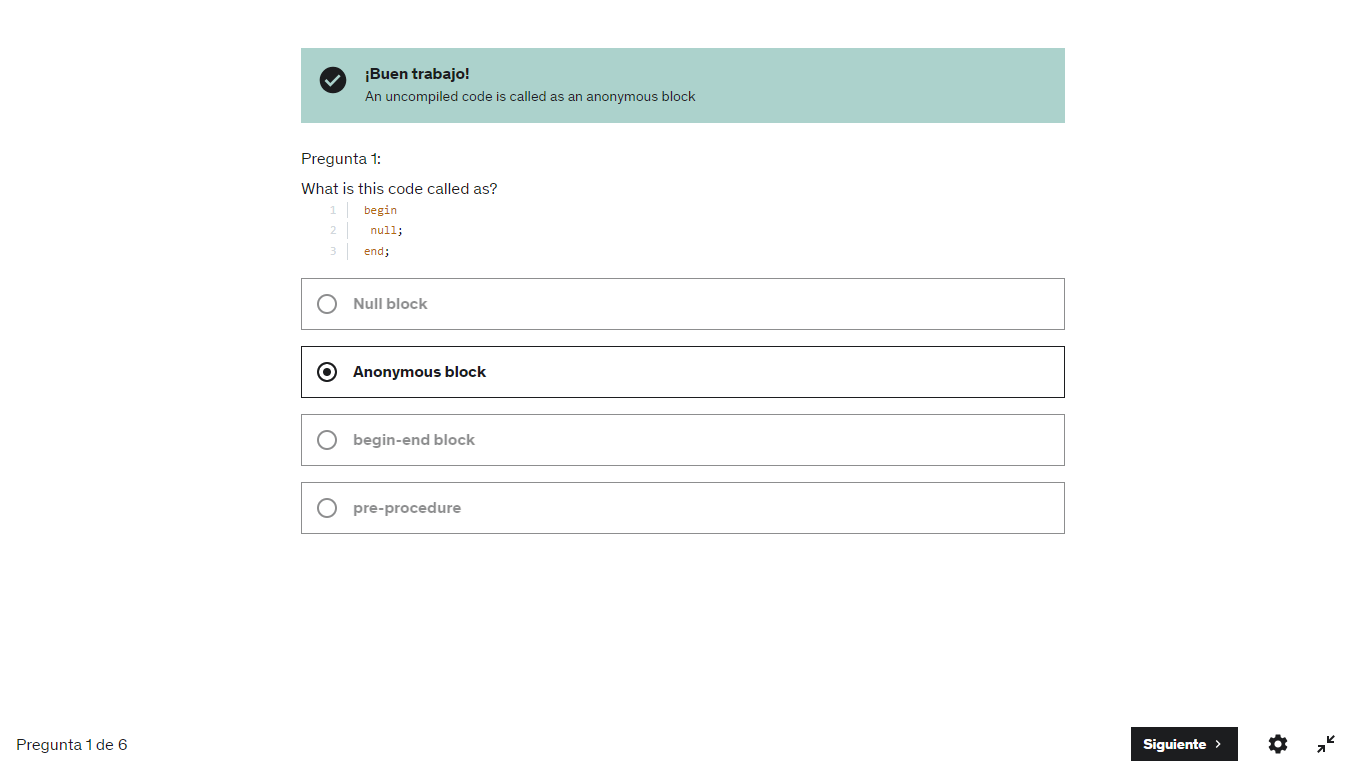 ¡Buen trabajo!
An uncompiled code is called as an anonymous block
Pregunta 1:
What is this code called as?
1 begin
2 null;
3 end;
Null block
Anonymous block
begin-end block
pre-procedure
Pregunta 1 de 6
Siguiente